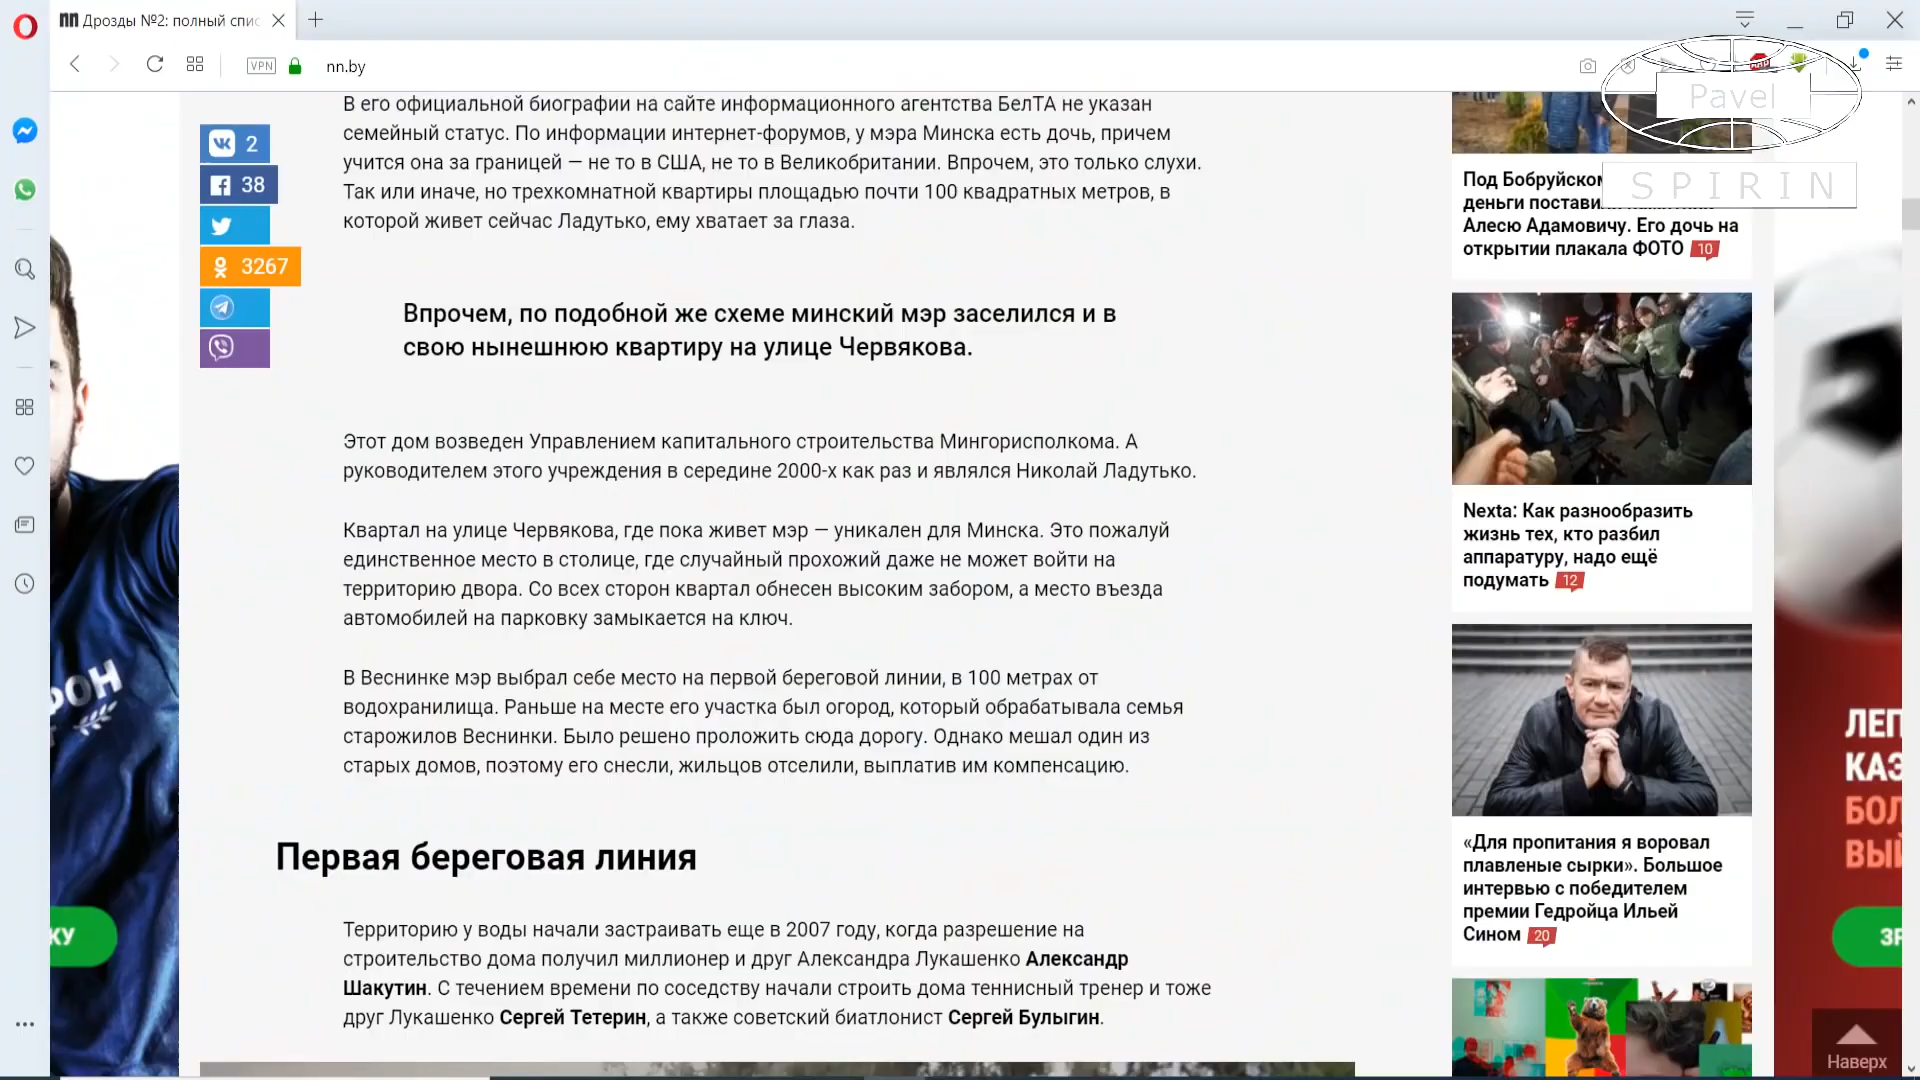 nn Дрозды №2: полный спис
VPN
nn.by
Pavel
SPIRIN
2
38
3267
В его официальной биографии на сайте информационного агентства БелТА не указан
семейный статус. По информации интернет-форумов, у мэра Минска есть дочь, причем
учится она за границей — не то в США, не то в Великобритании. Впрочем, это только слухи.
Так или иначе, но трехкомнатной квартиры площадью почти 100 квадратных метров, в
которой живет сейчас Ладутько, ему хватает за глаза.
Впрочем, по подобной же схеме минский мэр заселился и в
свою нынешнюю квартиру на улице Червякова.
Этот дом возведен Управлением капитального строительства Мингорисполкома. А
руководителем этого учреждения в середине 2000-х как раз и являлся Николай Ладутько.
Квартал на улице Червякова, где пока живет мэр — уникален для Минска. Это пожалуй
единственное место в столице, где случайный прохожий даже не может войти на
территорию двора. Со всех сторон квартал обнесен высоким забором, а место въезда
автомобилей на парковку замыкается на ключ.
В Веснинке мэр выбрал себе место на первой береговой линии, в 100 метрах от
водохранилища. Раньше на месте его участка был огород, который обрабатывала семья
старожилов Веснинки. Было решено проложить сюда дорогу. Однако мешал один из
старых домов, поэтому его снесли, жильцов отселили, выплатив им компенсацию.
Первая береговая линия
Территорию у воды начали застраивать еще в 2007 году, когда разрешение на
строительство дома получил миллионер и друг Александра Лукашенко Александр
Шакутин. С течением времени по соседству начали строить дома теннисный тренер и тоже
друг Лукашенко Сергей Тетерин, а также советский биатлонист Сергей Булыгин.
Под Бобруйском
деньги постави
Алесю Адамовичу. Его дочь на
открытии плакала ФОТО 10
Nexta: Как разнообразить
жизнь тех, кто разбил
аппаратуру, надо ещё
подумать 12
«Для пропитания я воровал
плавленые сырки». Большое
интервью с победителем
премии Гедройца Ильей
Сином 20
РОН
КУ
ЛЕГ
КАЗ
БОЛ
ВЫЙ
ЗР
Наверх